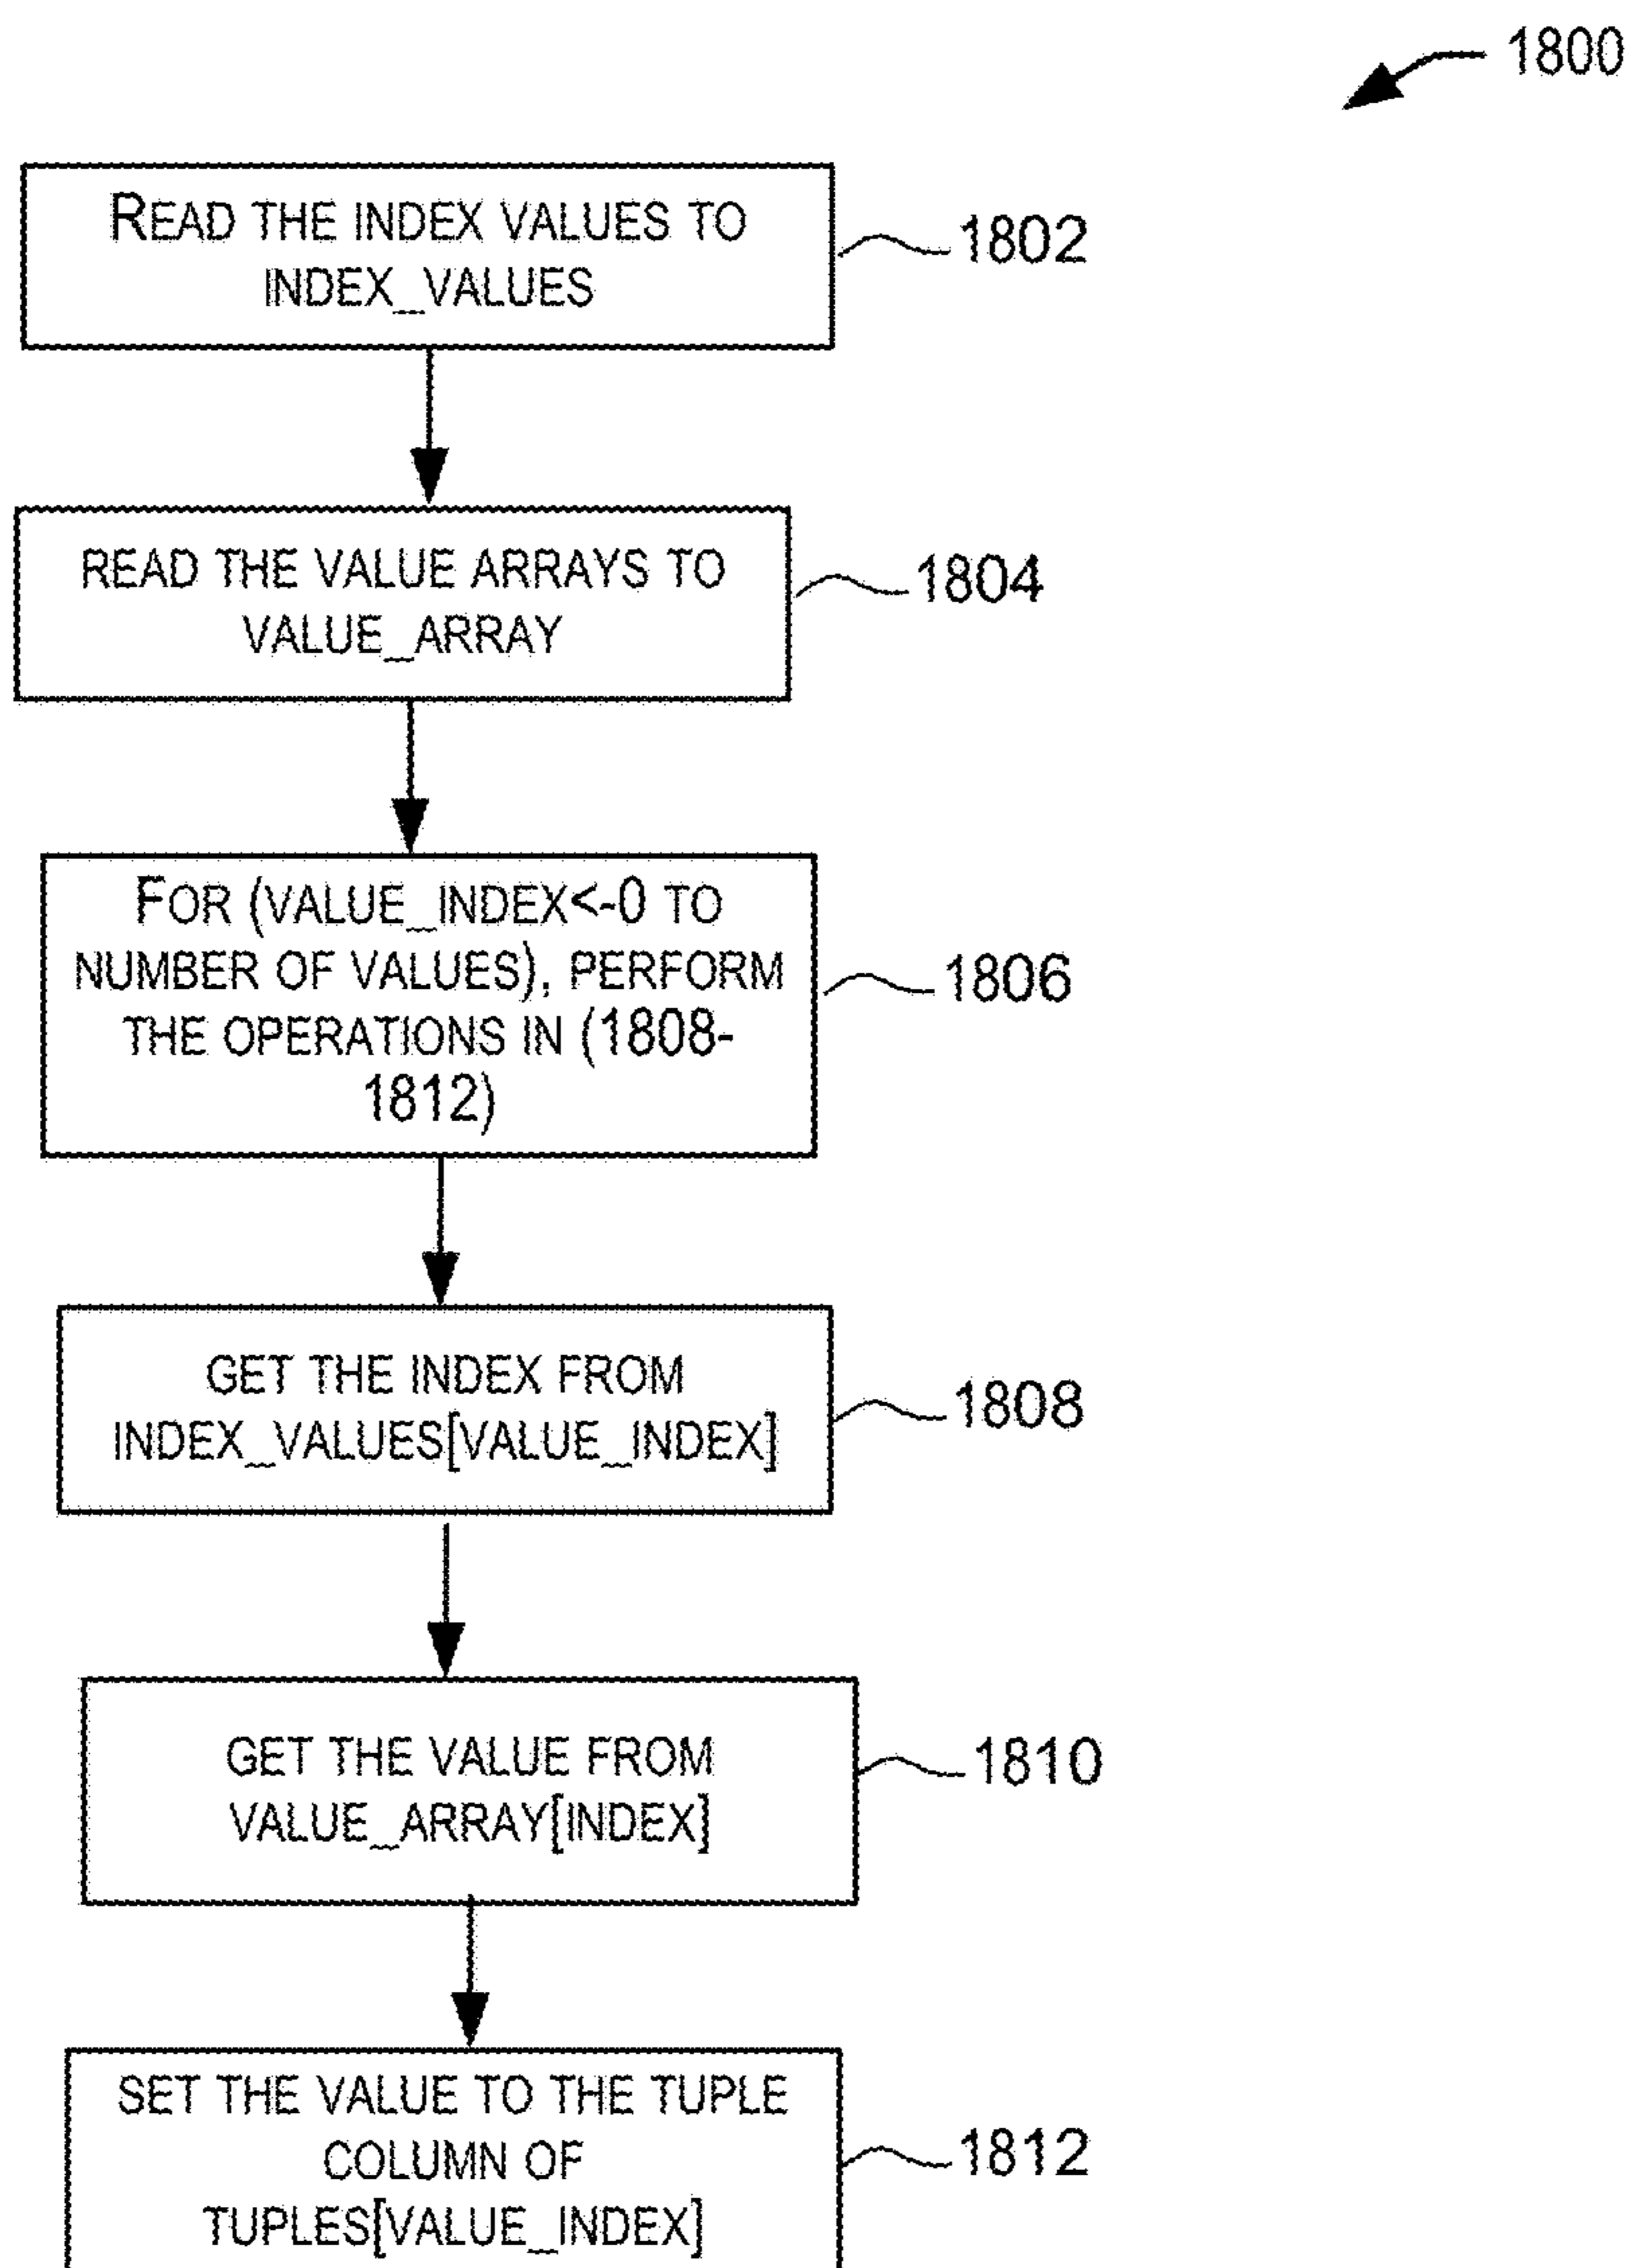 1800
READ THE INDEX VALUES TO
INDEX_VALUES
1802
READ THE VALUE ARRAYS TO
VALUE_ARRAY
1804
FOR (VALUE_INDEX<-0 TO
NUMBER OF VALUES), PERFORM
THE OPERATIONS IN (1808-
1812)
1806
GET THE INDEX FROM
INDEX_VALUES[VALUE_INDEX]
1808
GET THE VALUE FROM
VALUE_ARRAY[INDEX]
1810
SET THE VALUE TO THE TUPLE
COLUMN OF
TUPLES[VALUE_INDEX]
1812